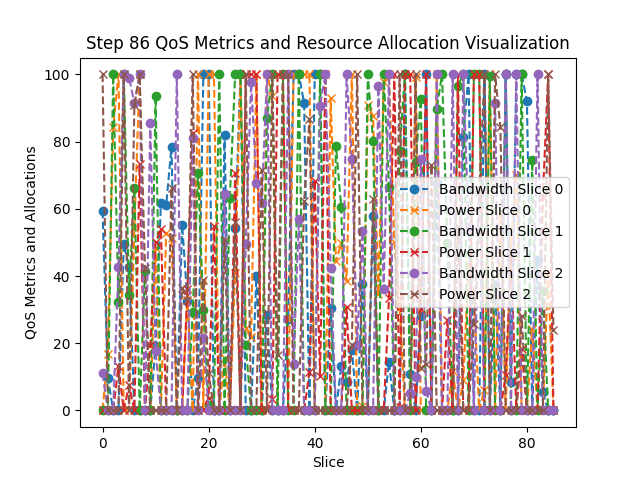 Step 86 QoS Metrics and Resource Allocation Visualization
QoS Metrics and Allocations
100
80
60
40
20
0
Bandwidth Slice 0
Power Slice 0
Bandwidth Slice 1
Power Slice 1
Bandwidth Slice 2
Power Slice 2
0 20 40 60 80
Slice